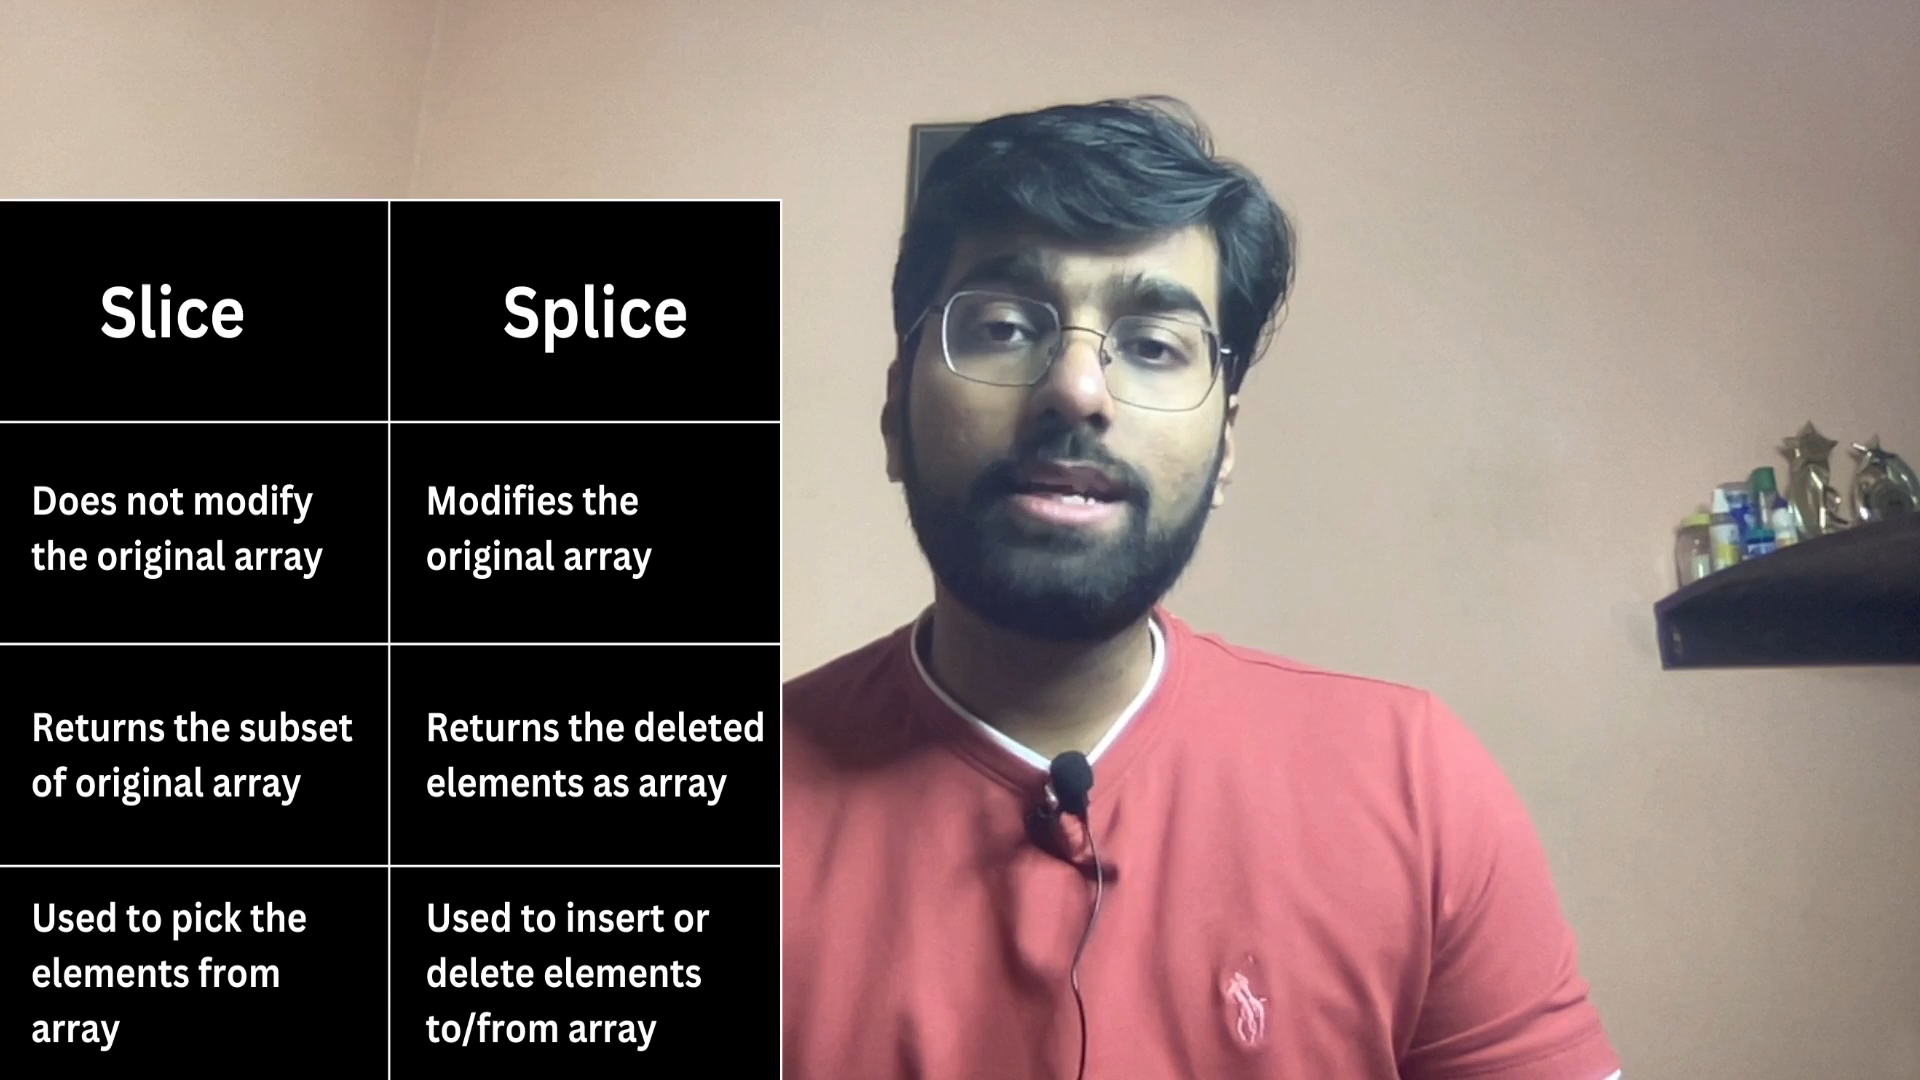 Slice
Splice
Does not modify
the original array
Modifies the
original array
Returns the subset
of original array
Returns the deleted
elements as array
Used to pick the
elements from
array
Used to insert or
delete elements
to/from array